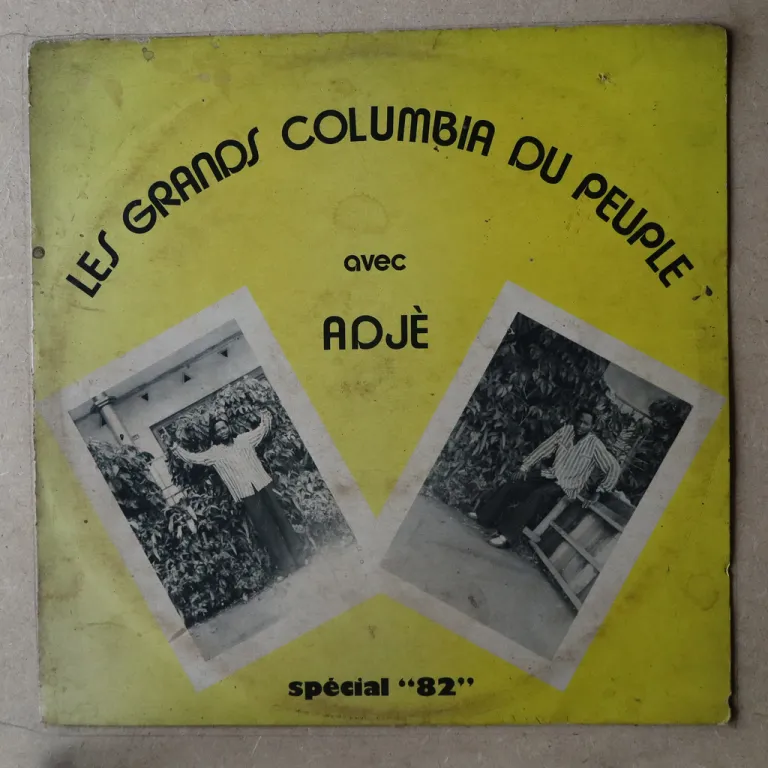 LES GRANDS COLUMBIA DU PEUPLE
avec
ADJÈ
spécial “82”